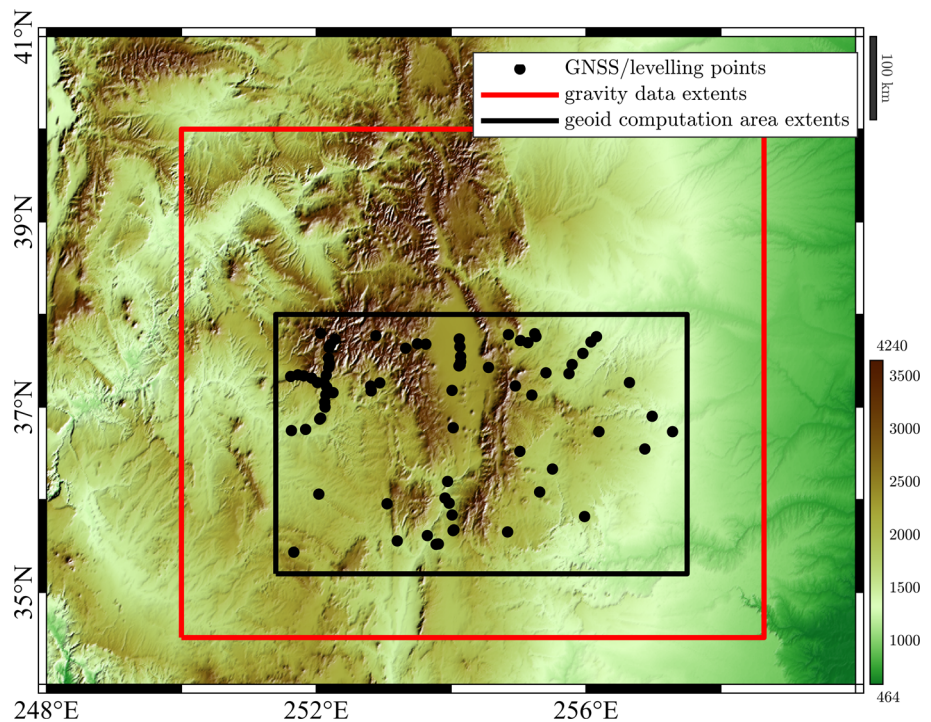 41°N
GNSS/levelling points
gravity data extents
geoid computation area extents
100 km
39°N
37°N
35°N
248°E
252°E
256°E
4240
3500
3000
2500
2000
1500
1000
464